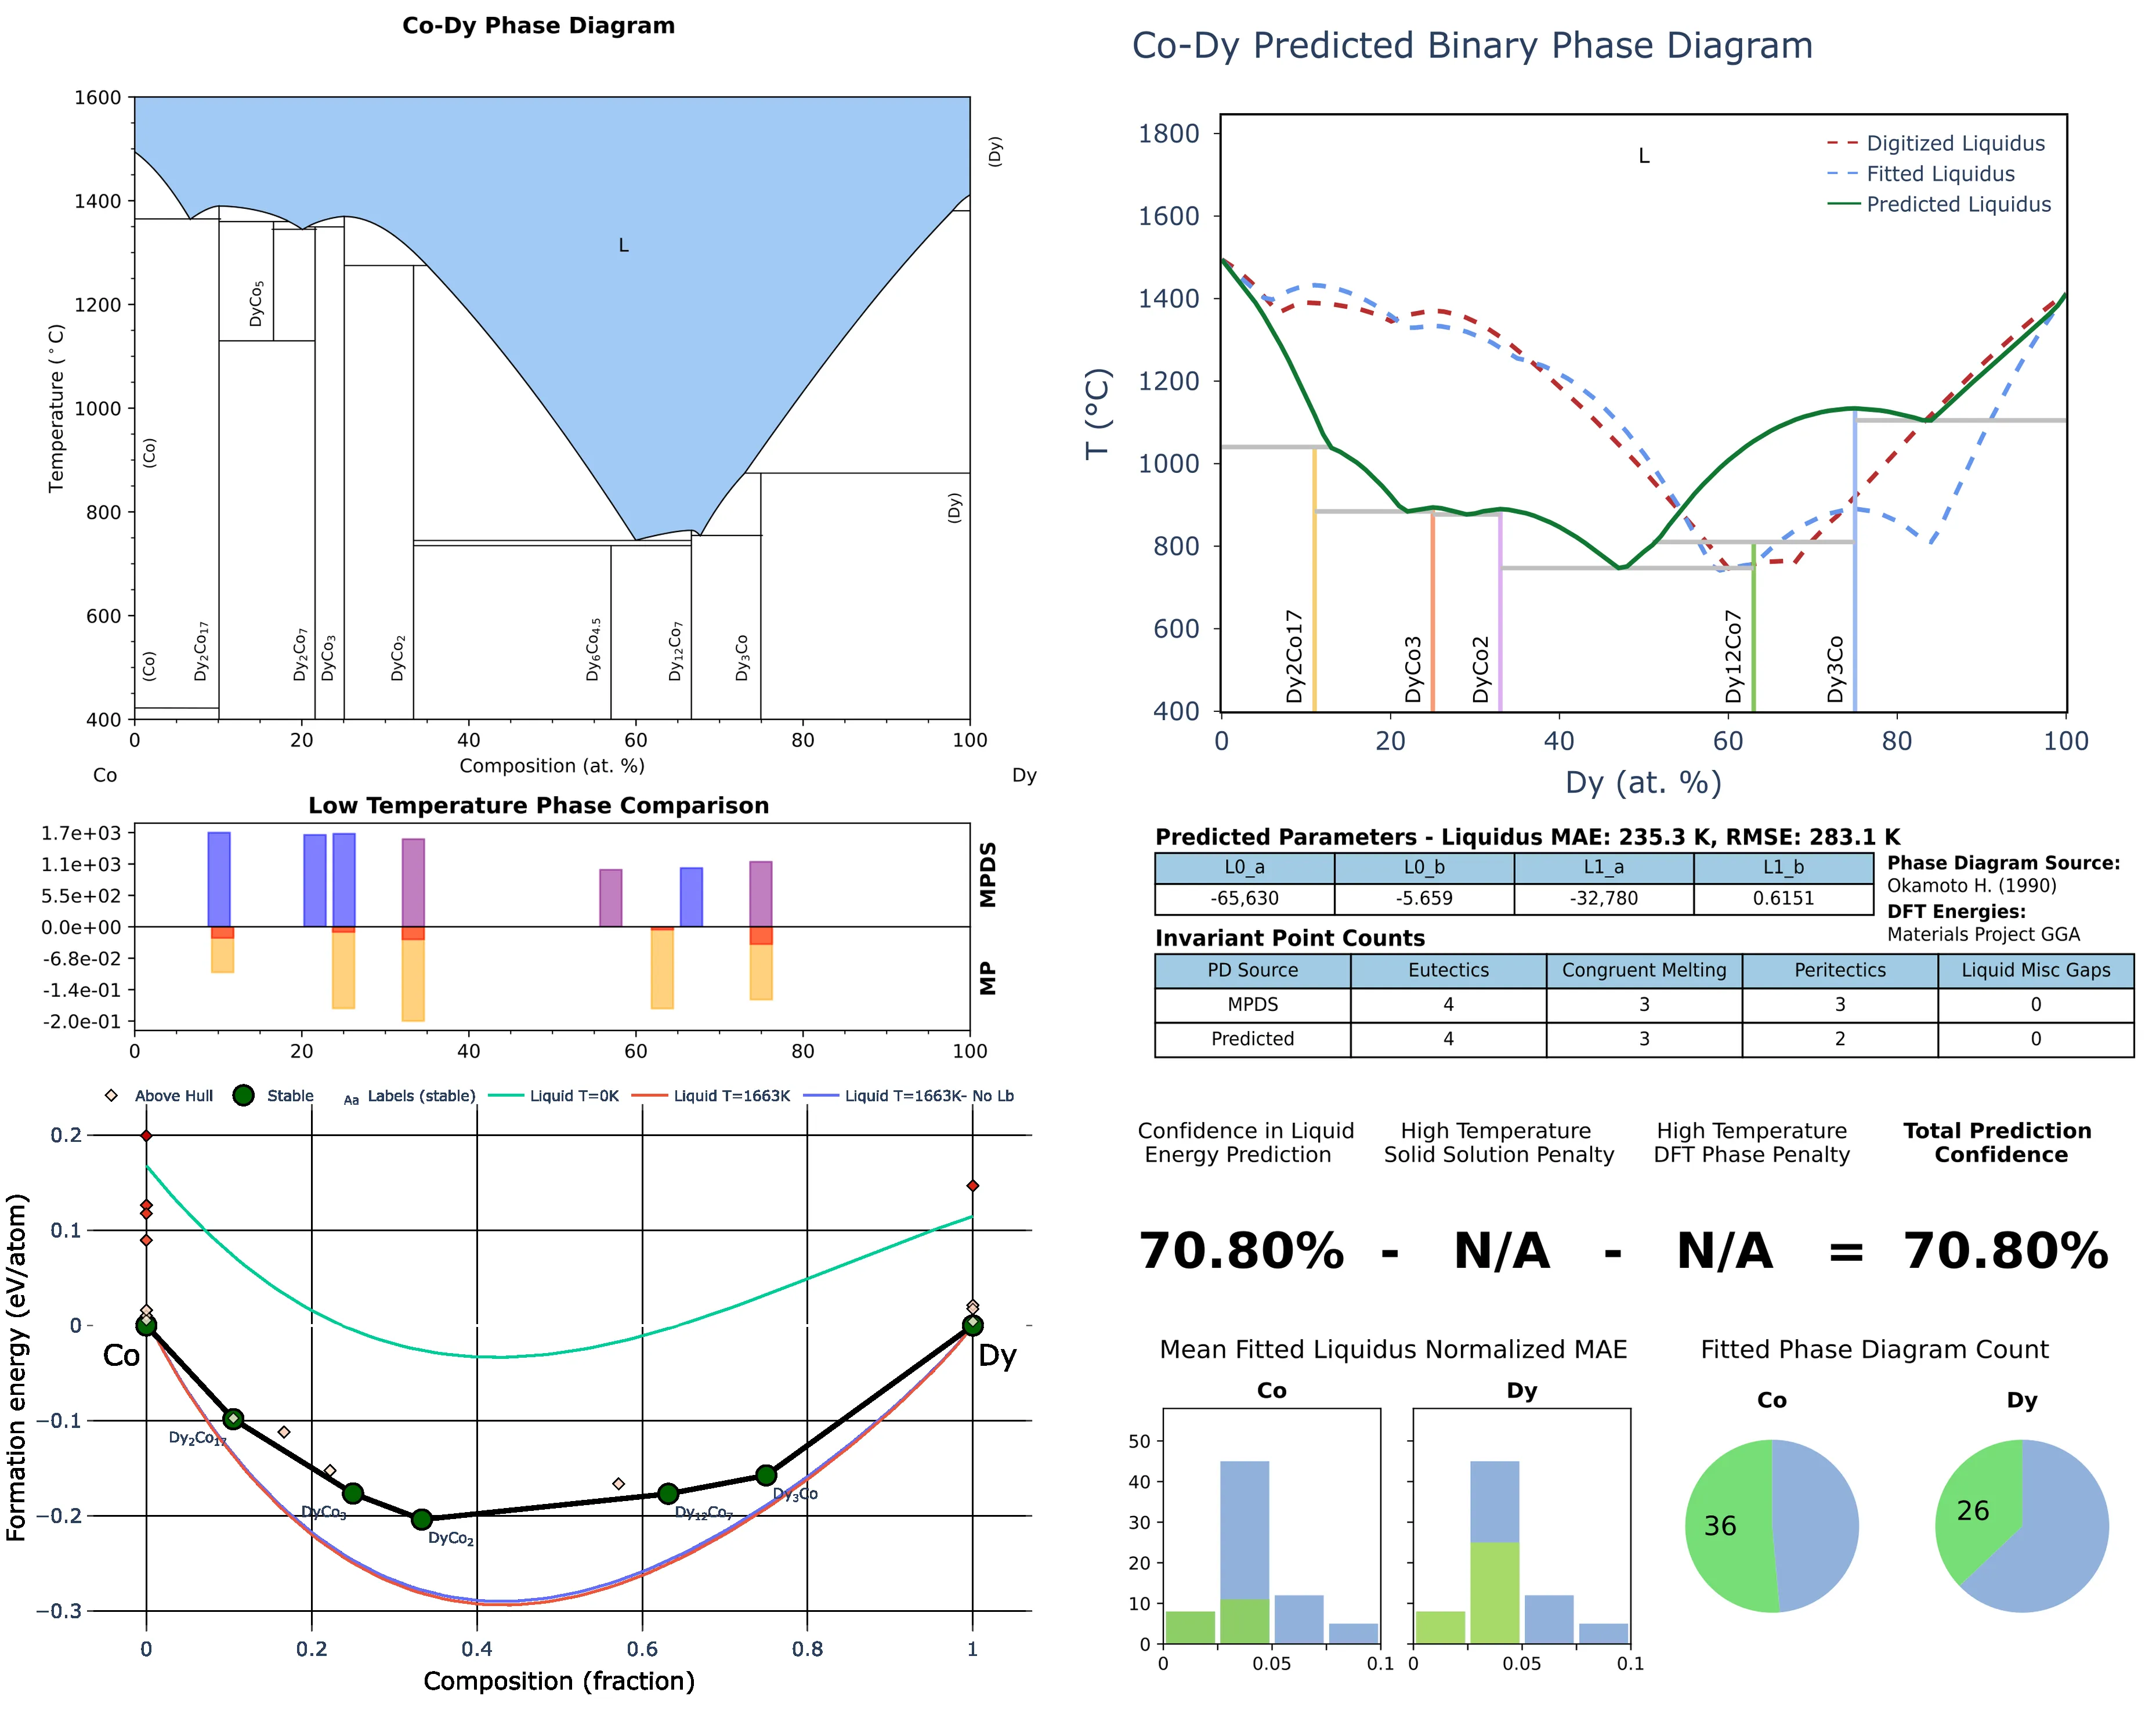 Co-Dy Phase Diagram
1600
1400
1200
1000
800
600
400
Temperature (°C)
L
(Dy)
(Dy)
(Co)
(Co)
Dy₂Co₁₇
DyCo₅
Dy₂Co₇
DyCo₃
DyCo₂
Dy₆Co₄.₅
Dy₁₂Co₇
Dy₃Co
0 20 40 60 80 100
Composition (at. %)
Co Dy
Low Temperature Phase Comparison
1.7e+03
1.1e+03
5.5e+02
0.0e+00
-6.8e-02
-1.4e-01
-2.0e-01
MPDS
MP
0 20 40 60 80 100
Above Hull Stable Aa Labels (stable) Liquid T=0K Liquid T=1663K Liquid T=1663K- No Lb
0.2
0.1
0
−0.1
−0.2
−0.3
Formation energy (eV/atom)
Co
Dy
Dy₂Co₁₇
DyCo₃
DyCo₂
Dy₁₂Co₇
Dy₃Co
0 0.2 0.4 0.6 0.8 1
Composition (fraction)
Co-Dy Predicted Binary Phase Diagram
1800
1600
1400
1200
1000
800
600
400
T (°C)
L
Digitized Liquidus
Fitted Liquidus
Predicted Liquidus
Dy2Co17
DyCo3
DyCo2
Dy12Co7
Dy3Co
0 20 40 60 80 100
Dy (at. %)
Predicted Parameters - Liquidus MAE: 235.3 K, RMSE: 283.1 K
L0_a L0_b L1_a L1_b
-65,630 -5.659 -32,780 0.6151
Phase Diagram Source:
Okamoto H. (1990)
DFT Energies:
Materials Project GGA
Invariant Point Counts
PD Source Eutectics Congruent Melting Peritectics Liquid Misc Gaps
MPDS 4 3 3 0
Predicted 4 3 2 0
Confidence in Liquid Energy Prediction
High Temperature Solid Solution Penalty
High Temperature DFT Phase Penalty
Total Prediction Confidence
70.80% - N/A - N/A = 70.80%
Mean Fitted Liquidus Normalized MAE
Co Dy
50
40
30
20
10
0
0 0.05 0.1
0 0.05 0.1
Fitted Phase Diagram Count
Co Dy
36
26